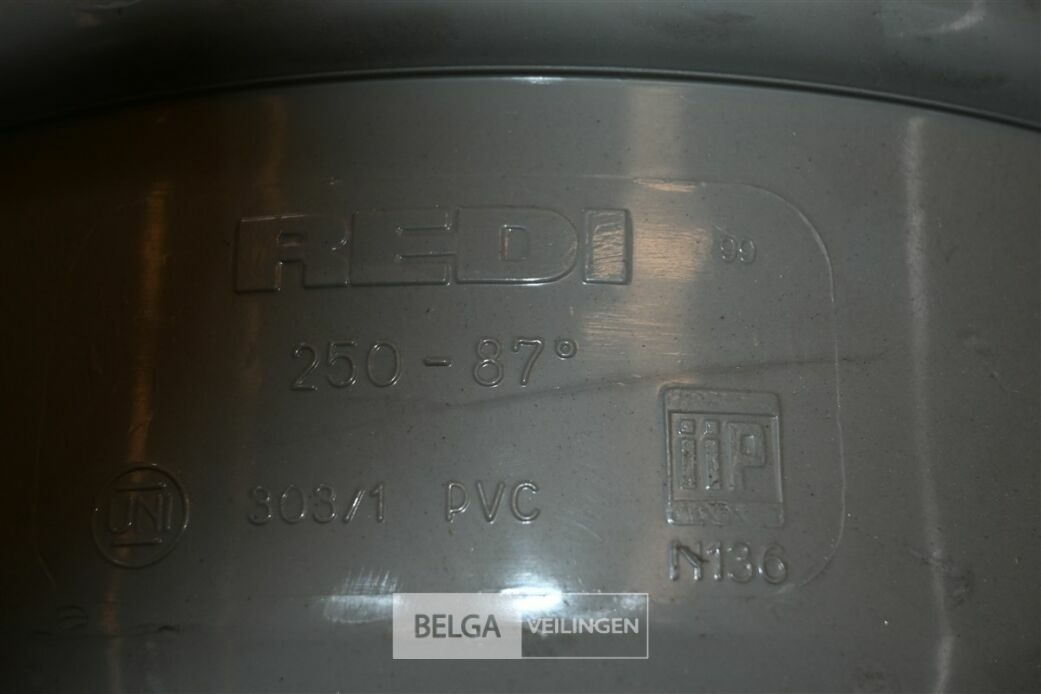 REDI 99
250 - 87°
UNI 303/1 PVC
iiP
N136
BELGA VEILINGEN